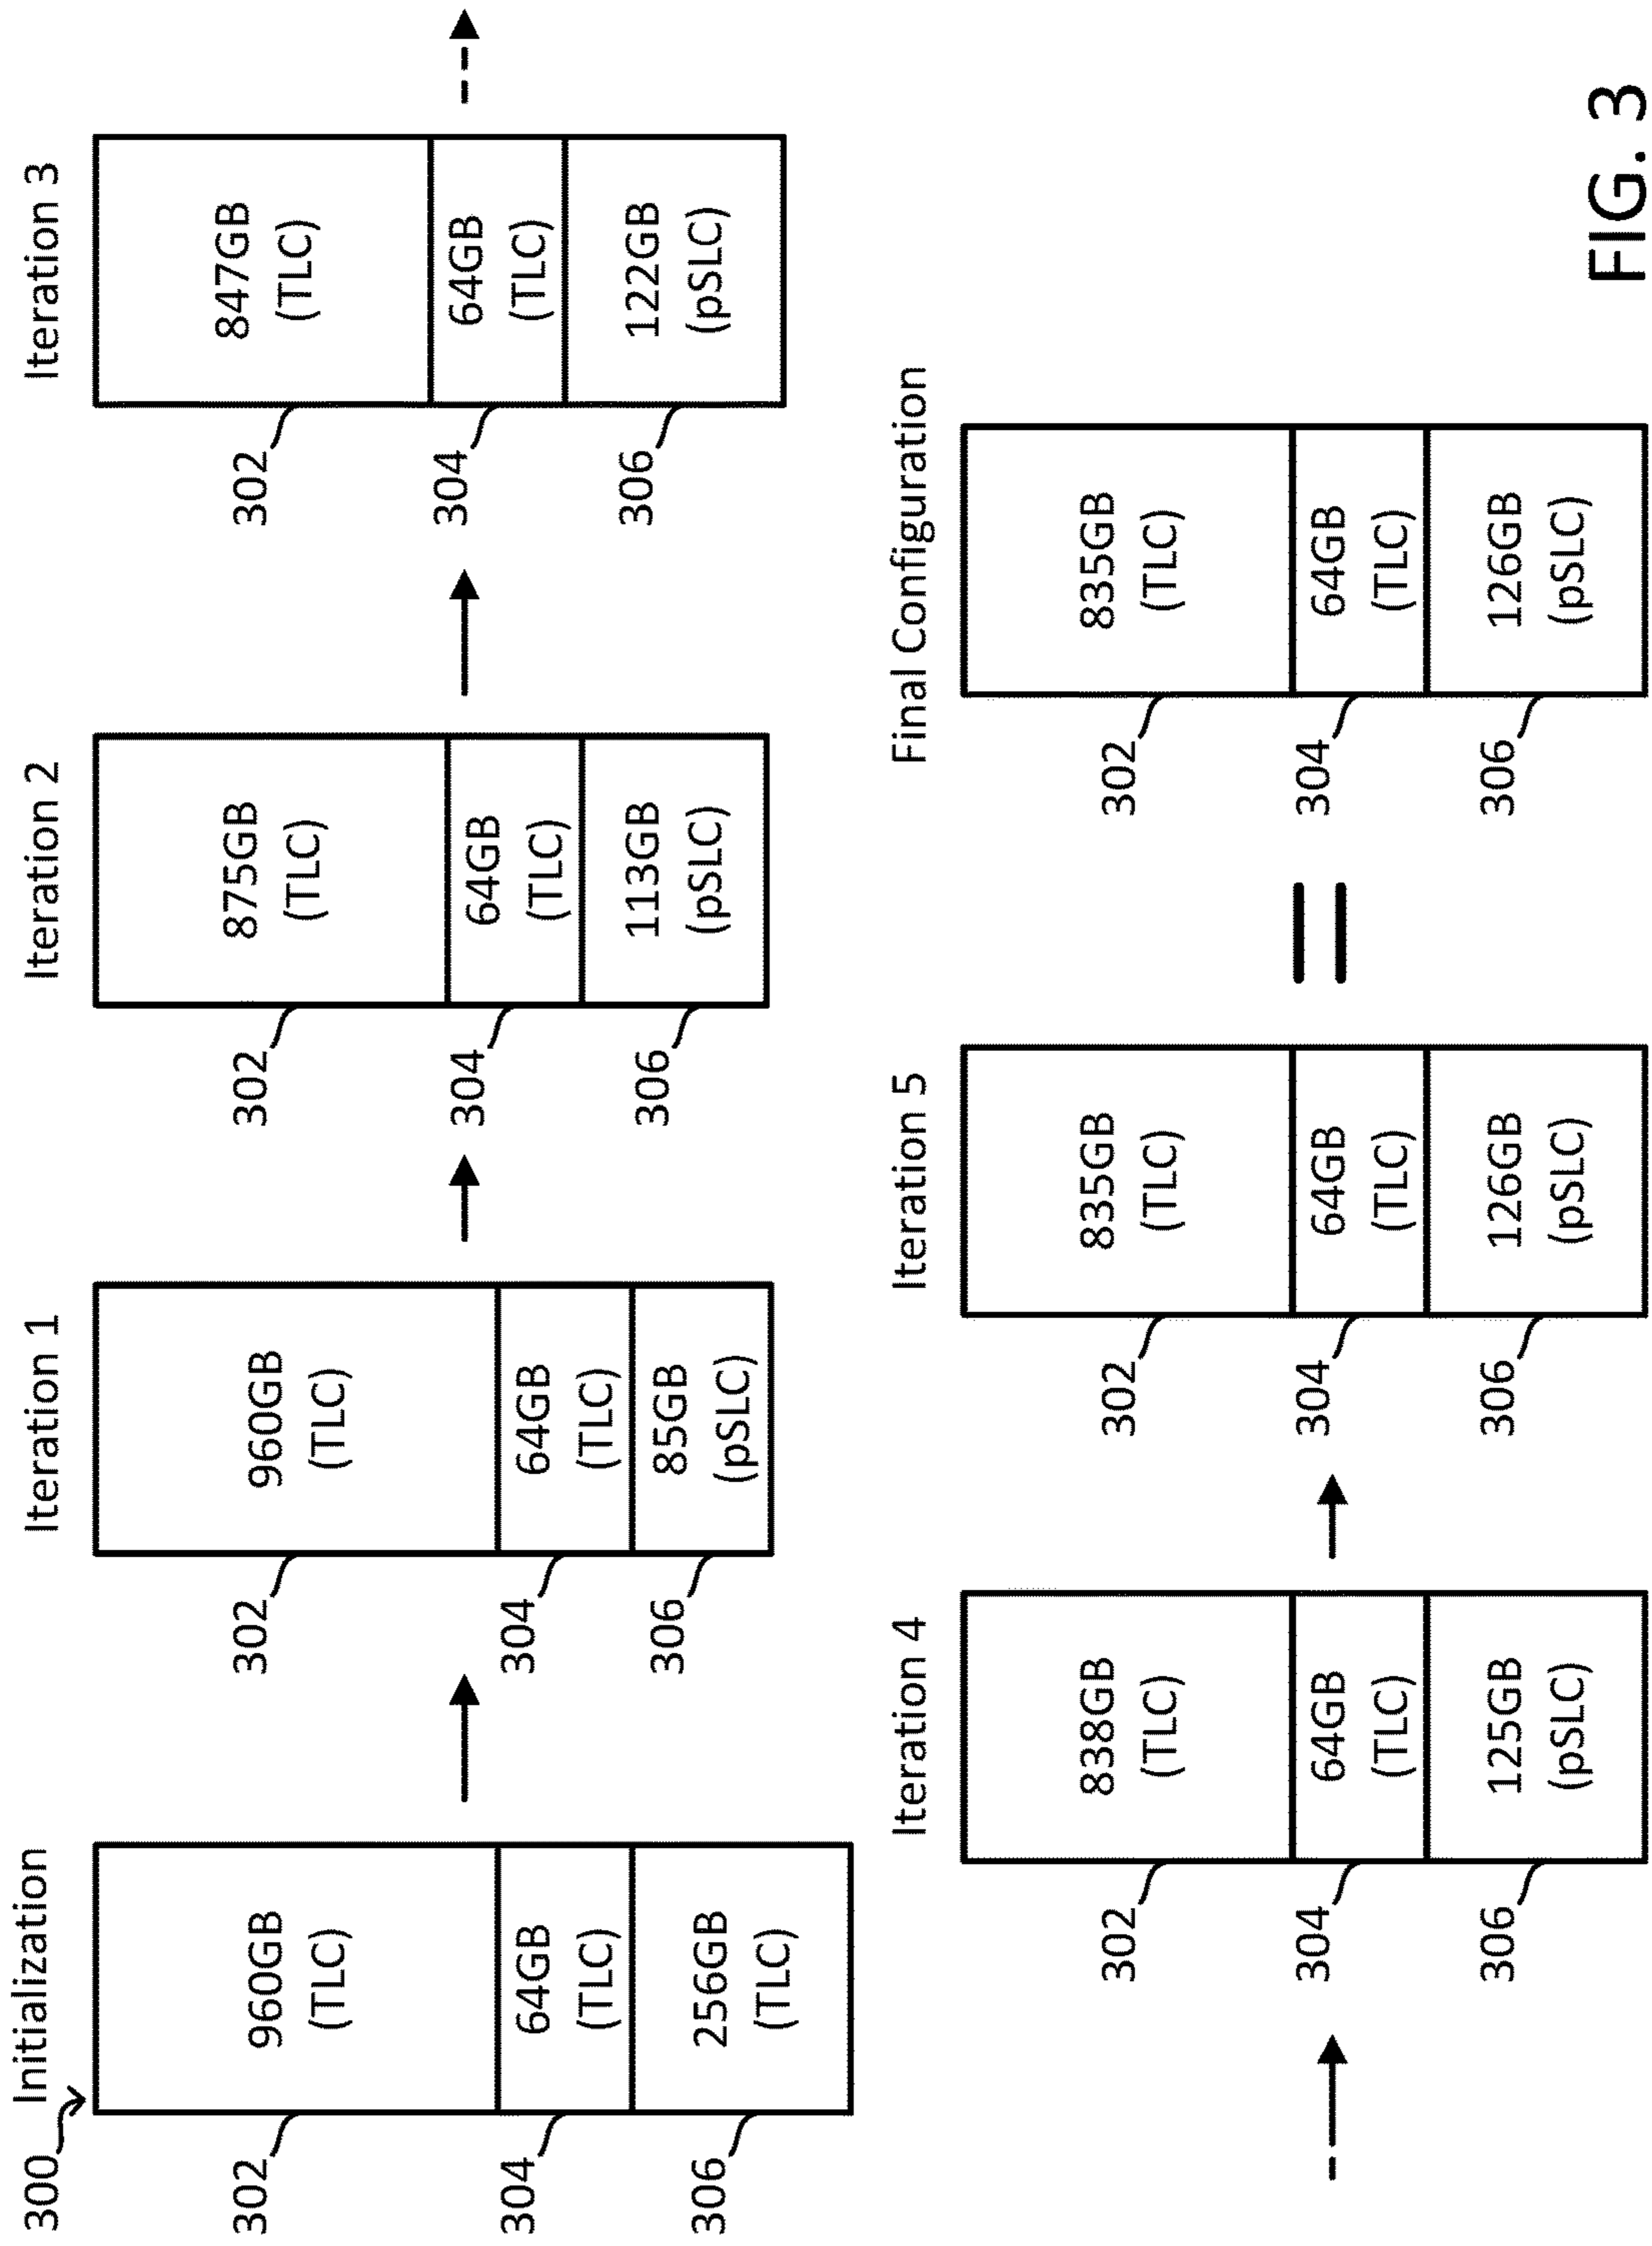 300
Initialization
302
960GB
(TLC)
304
64GB
(TLC)
306
256GB
(TLC)
Iteration 1
302
960GB
(TLC)
304
64GB
(TLC)
306
85GB
(pSLC)
Iteration 2
302
875GB
(TLC)
304
64GB
(TLC)
306
113GB
(pSLC)
Iteration 3
302
847GB
(TLC)
304
64GB
(TLC)
306
122GB
(pSLC)
Iteration 4
302
838GB
(TLC)
304
64GB
(TLC)
306
125GB
(pSLC)
Iteration 5
302
835GB
(TLC)
304
64GB
(TLC)
306
126GB
(pSLC)
Final Configuration
302
835GB
(TLC)
304
64GB
(TLC)
306
126GB
(pSLC)
FIG. 3